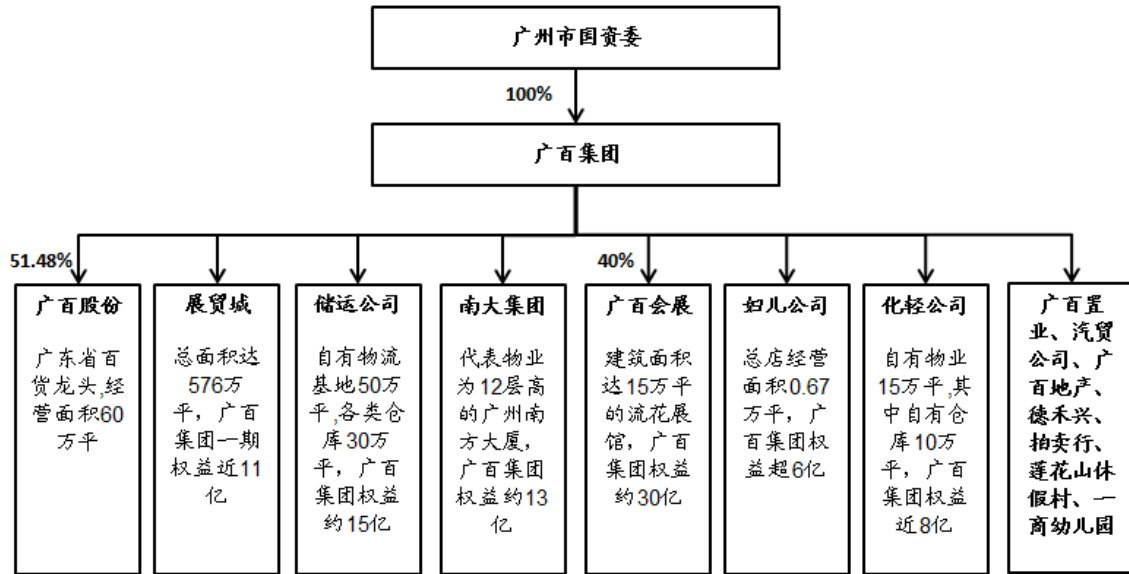 广州市国资委
100%
广百集团
51.48%
40%
广百股份
广东省百
货龙头,经
营面积60
万平
展贸城
总面积达
576万
平，广百
集团一期
权益近11
亿
储运公司
自有物流
基地50万
平,各类仓
库30万
平，广百
集团权益
约15亿
南大集团
代表物业
为12层高
的广州南
方大厦，
广百集团
权益约13
亿
广百会展
建筑面积
达15万平
的流花展
馆，广百
集团权益
约30亿
妇儿公司
总店经营
面积0.67
万平，广
百集团权
益超6亿
化轻公司
自有物业
15万平,其
中自有仓
库10万
平，广百
集团权益
近8亿
广百置
业、汽贸
公司、广
百地产、
德禾兴、
拍卖行、
莲花山休
假村、一
商幼儿园